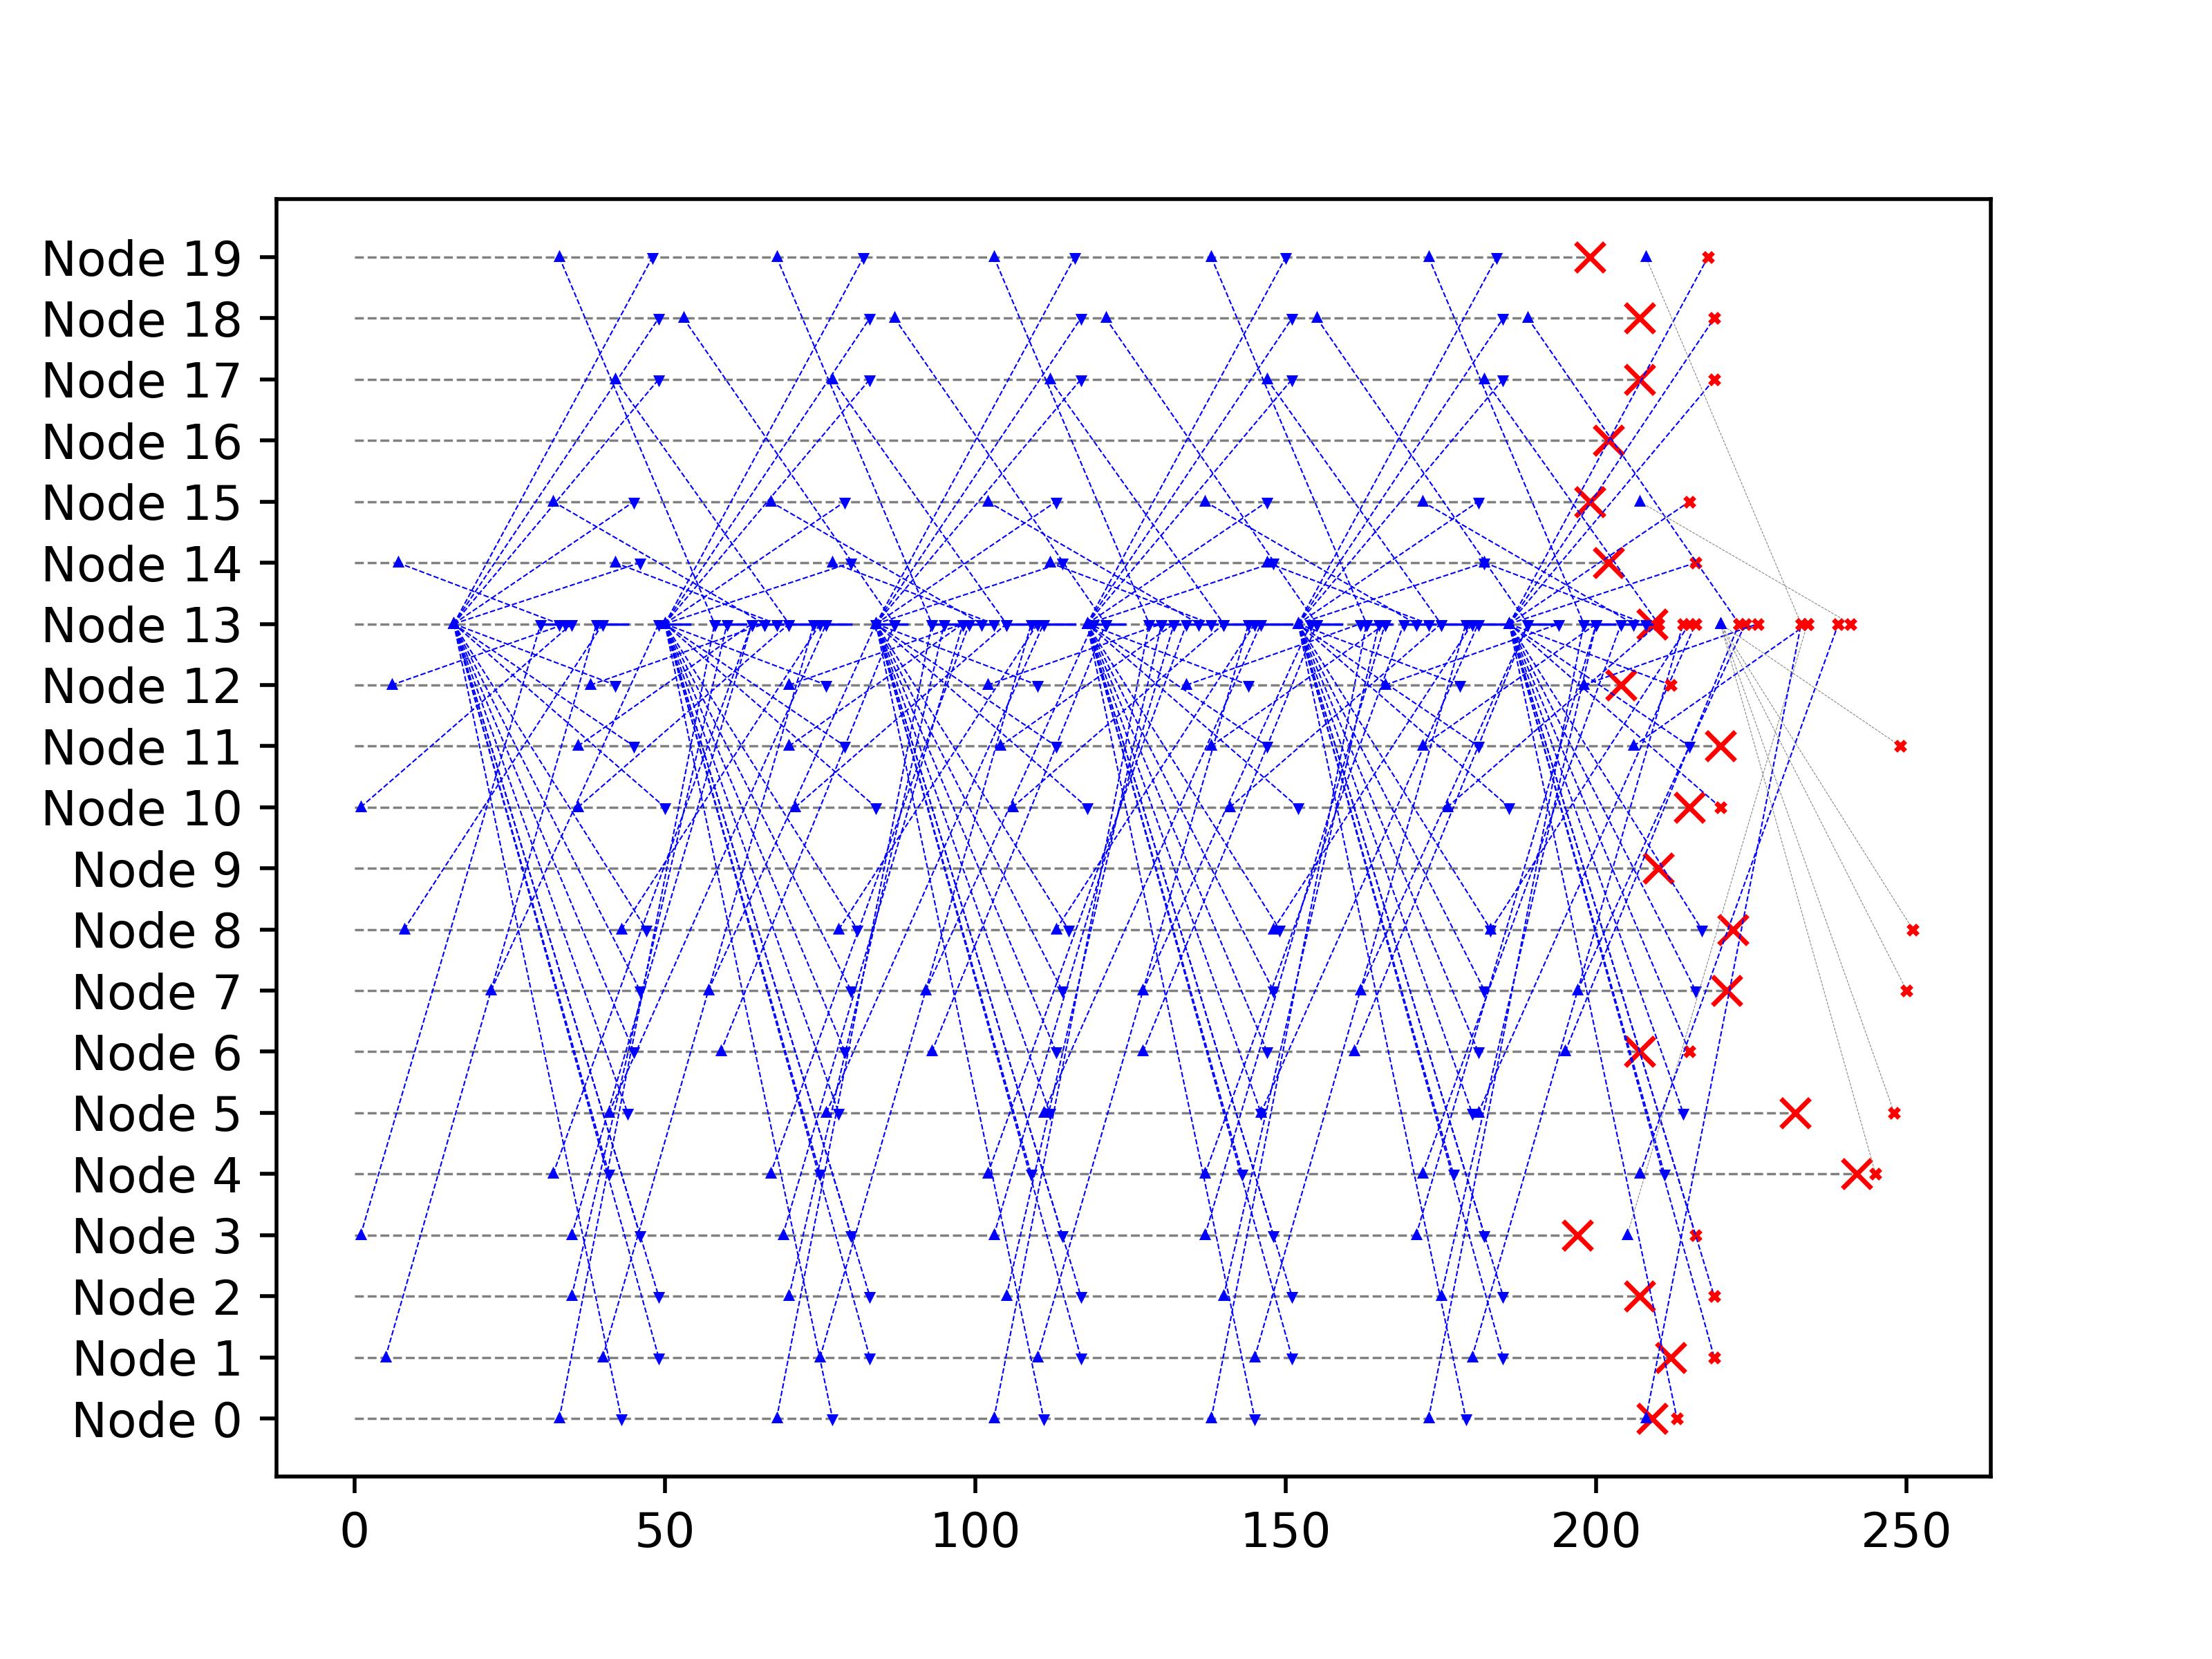 Node 19
Node 18
Node 17
Node 16
Node 15
Node 14
Node 13
Node 12
Node 11
Node 10
Node 9
Node 8
Node 7
Node 6
Node 5
Node 4
Node 3
Node 2
Node 1
Node 0
0 50 100 150 200 250